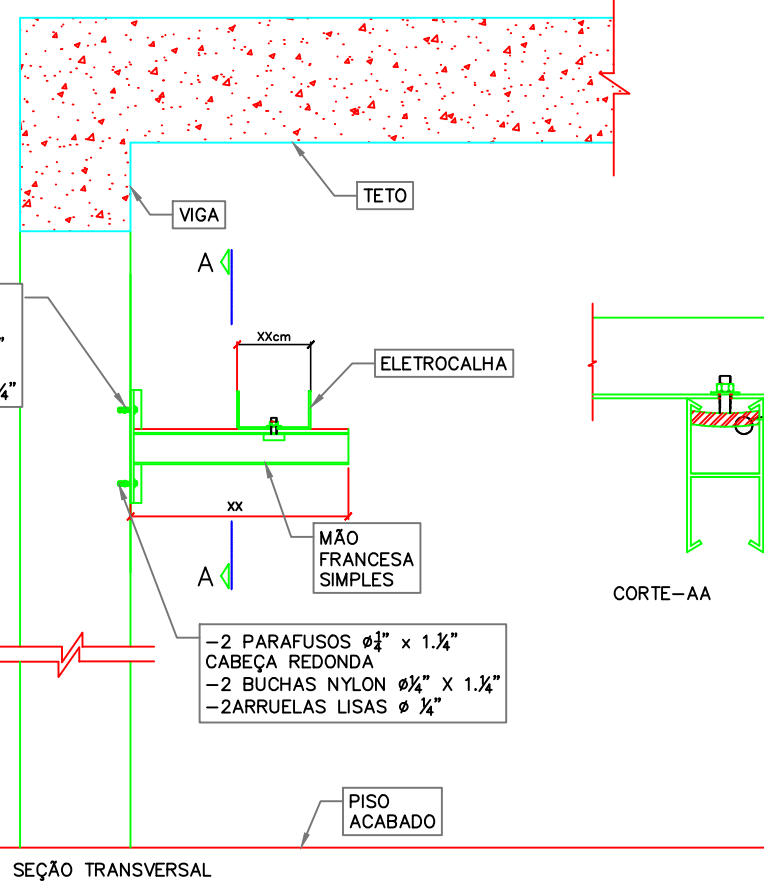 TETO
VIGA
A
XXcm
ELETROCALHA
XX
MÃO
FRANCESA
SIMPLES
A
CORTE-AA
-2 PARAFUSOS ø¼" x 1.¼"
CABEÇA REDONDA
-2 BUCHAS NYLON ø¼" X 1.¼"
-2ARRUELAS LISAS ø ¼"
PISO
ACABADO
SEÇÃO TRANSVERSAL